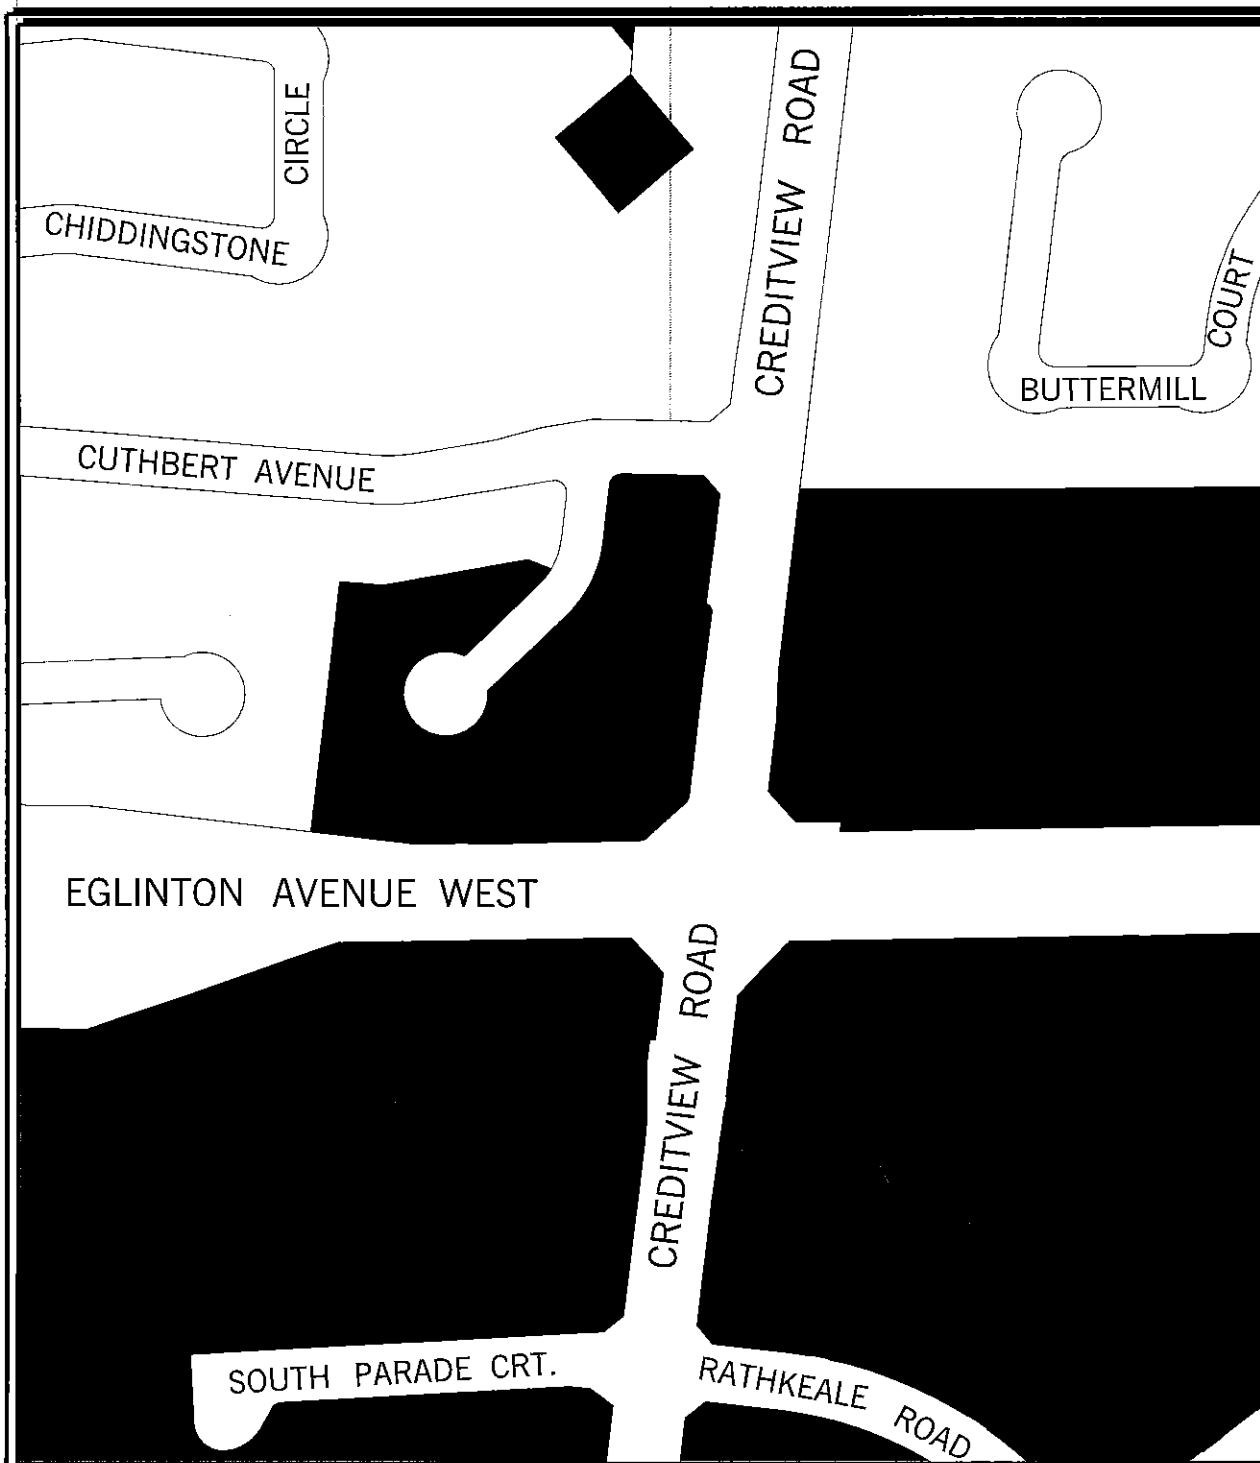 CIRCLE
CHIDDINGSTONE
CREDITVIEW ROAD
COURT
BUTTERMILL
CUTHBERT AVENUE
EGLINTON AVENUE WEST
CREDITVIEW ROAD
SOUTH PARADE CRT.
RATHKEALE ROAD